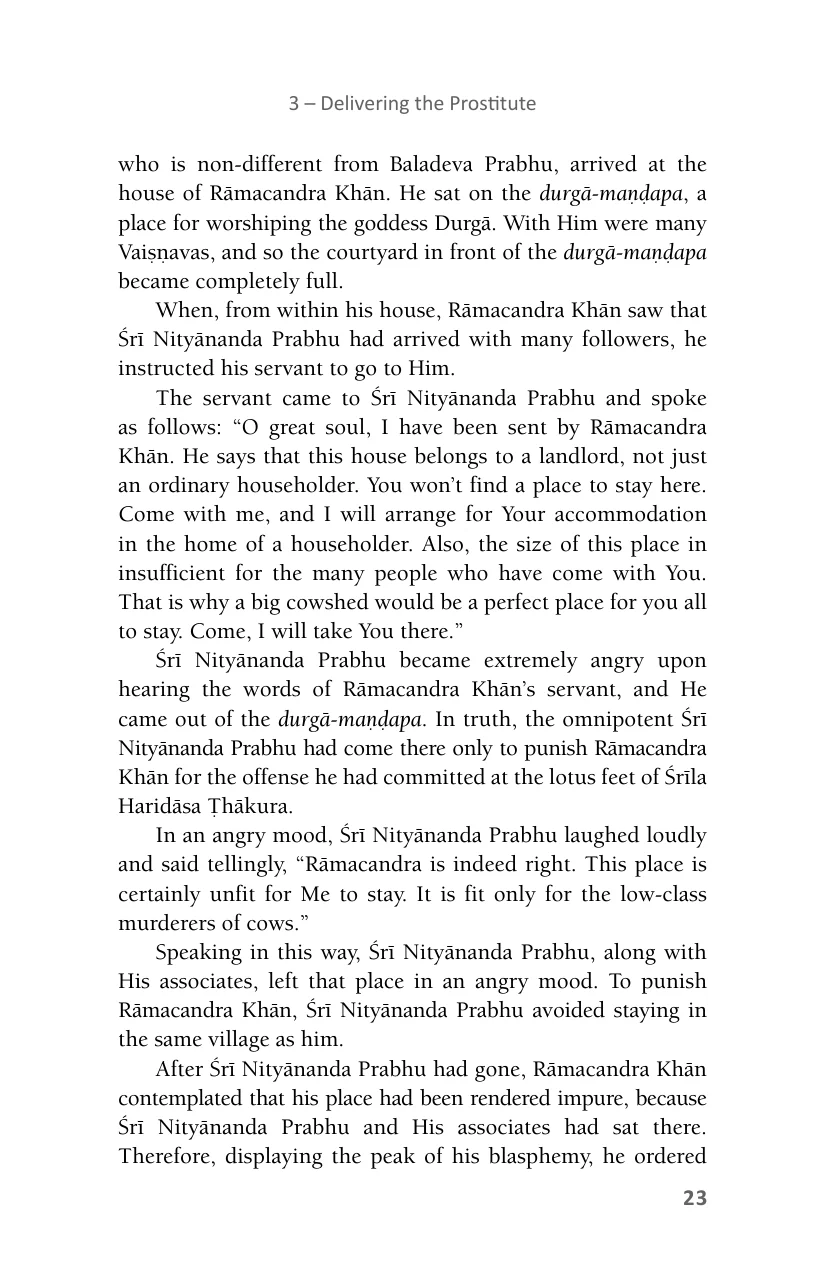 3 – Delivering the Prostitute
who is non-different from Baladeva Prabhu, arrived at the
house of Rāmacandra Khān. He sat on the durgā-maṇḍapa, a
place for worshiping the goddess Durgā. With Him were many
Vaiṣṇavas, and so the courtyard in front of the durgā-maṇḍapa
became completely full.
When, from within his house, Rāmacandra Khān saw that
Śrī Nityānanda Prabhu had arrived with many followers, he
instructed his servant to go to Him.
The servant came to Śrī Nityānanda Prabhu and spoke
as follows: “O great soul, I have been sent by Rāmacandra
Khān. He says that this house belongs to a landlord, not just
an ordinary householder. You won’t find a place to stay here.
Come with me, and I will arrange for Your accommodation
in the home of a householder. Also, the size of this place in
insufficient for the many people who have come with You.
That is why a big cowshed would be a perfect place for you all
to stay. Come, I will take You there.”
Śrī Nityānanda Prabhu became extremely angry upon
hearing the words of Rāmacandra Khān’s servant, and He
came out of the durgā-maṇḍapa. In truth, the omnipotent Śrī
Nityānanda Prabhu had come there only to punish Rāmacandra
Khān for the offense he had committed at the lotus feet of Śrīla
Haridāsa Ṭhākura.
In an angry mood, Śrī Nityānanda Prabhu laughed loudly
and said tellingly, “Rāmacandra is indeed right. This place is
certainly unfit for Me to stay. It is fit only for the low-class
murderers of cows.”
Speaking in this way, Śrī Nityānanda Prabhu, along with
His associates, left that place in an angry mood. To punish
Rāmacandra Khān, Śrī Nityānanda Prabhu avoided staying in
the same village as him.
After Śrī Nityānanda Prabhu had gone, Rāmacandra Khān
contemplated that his place had been rendered impure, because
Śrī Nityānanda Prabhu and His associates had sat there.
Therefore, displaying the peak of his blasphemy, he ordered
23